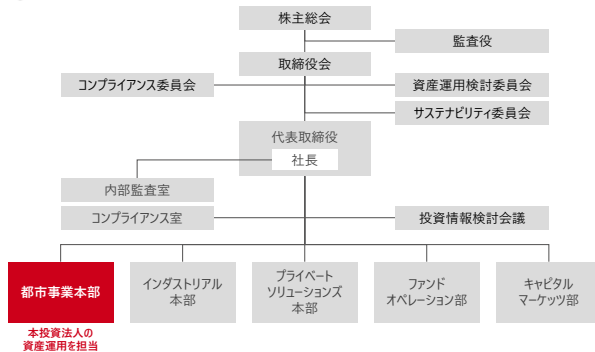 株主総会
監査役
取締役会
コンプライアンス委員会
資産運用検討委員会
サステナビリティ委員会
代表取締役
社長
内部監査室
コンプライアンス室
投資情報検討会議
都市事業本部
インダストリアル
本部
プライベート
ソリューションズ
本部
ファンド
オペレーション部
キャピタル
マーケッツ部
本投資法人の
資産運用を担当